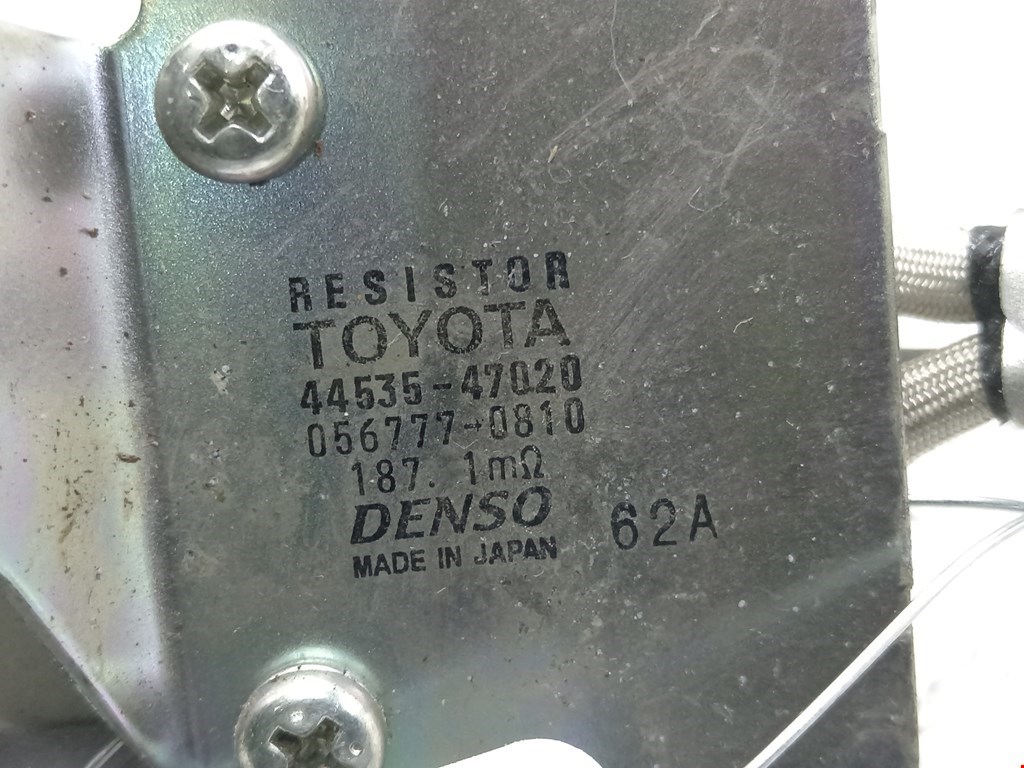 RESISTOR
TOYOTA
44535-47020
056777-0810
187. 1mΩ
DENSO
MADE IN JAPAN
62A